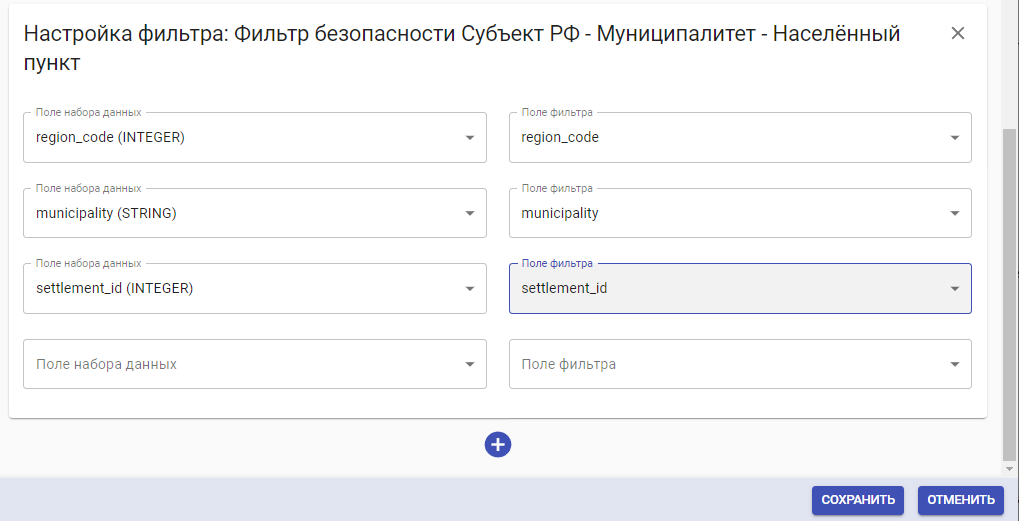 Настройка фильтра: Фильтр безопасности Субъект РФ - Муниципалитет - Населённый
пункт
Поле набора данных
Поле фильтра
region_code (INTEGER)
region_code
Поле набора данных
Поле фильтра
municipality (STRING)
municipality
Поле набора данных
Поле фильтра
settlement_id (INTEGER)
settlement_id
Поле набора данных
Поле фильтра
СОХРАНИТЬ
ОТМЕНИТЬ